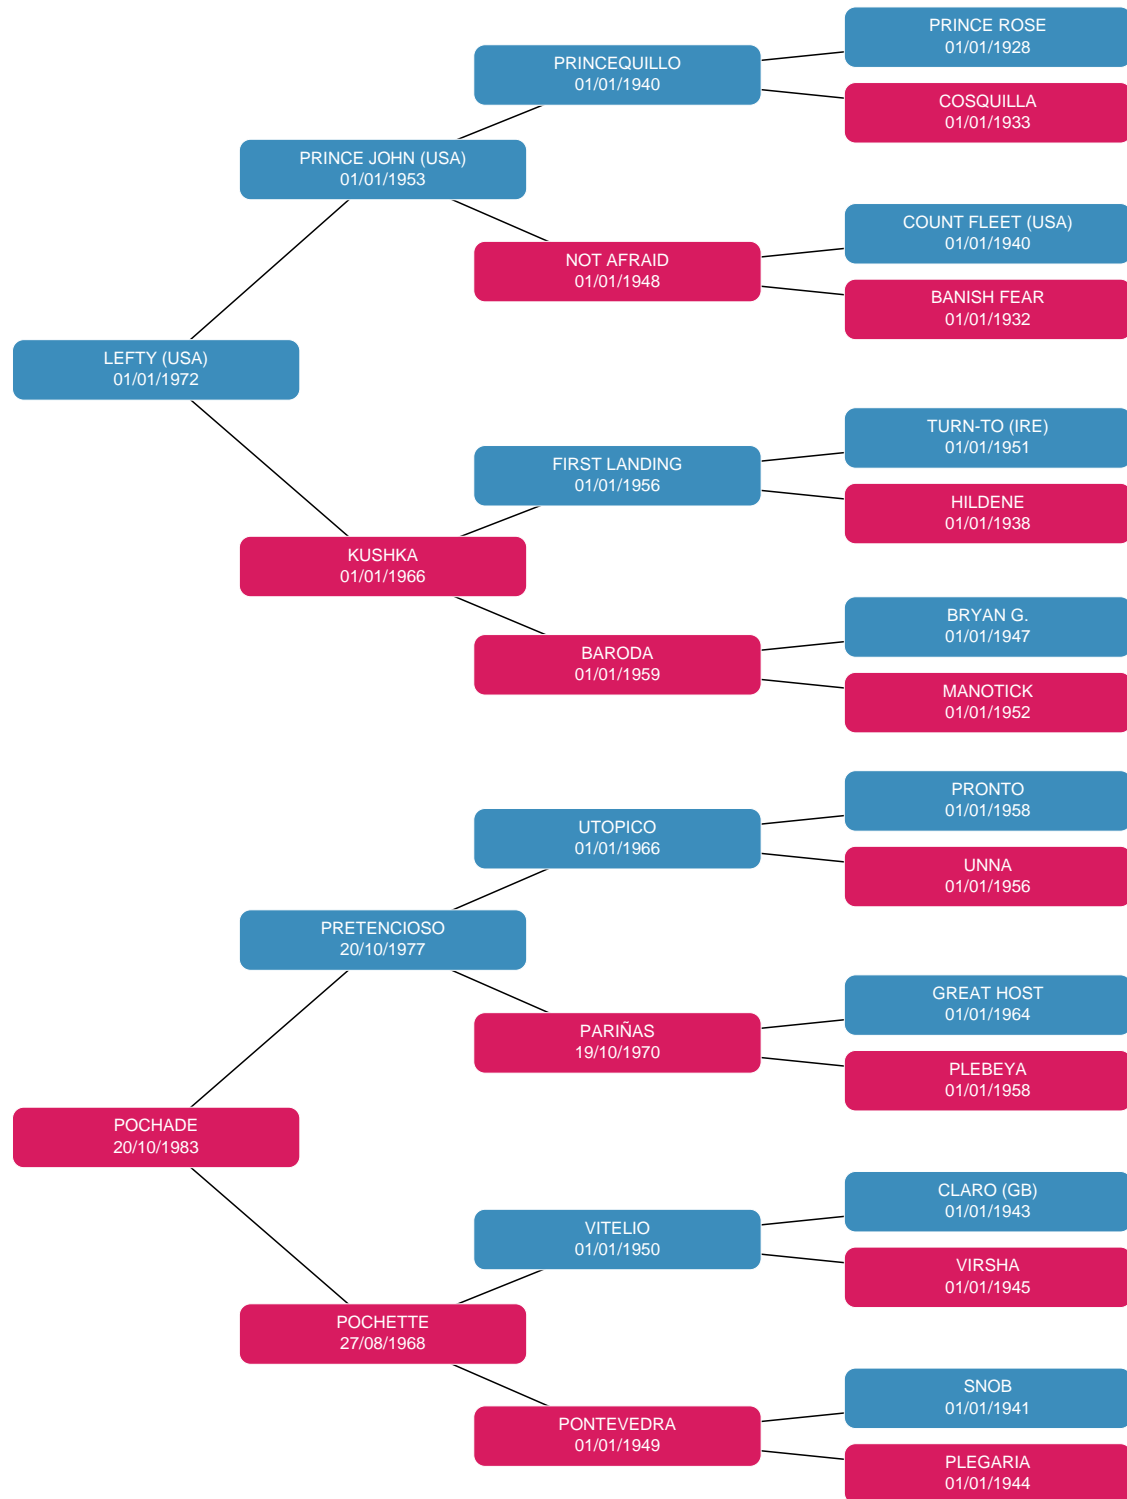 PRINCE ROSE
01/01/1928
PRINCEQUILLO
01/01/1940
COSQUILLA
01/01/1933
PRINCE JOHN (USA)
01/01/1953
COUNT FLEET (USA)
01/01/1940
NOT AFRAID
01/01/1948
BANISH FEAR
01/01/1932
LEFTY (USA)
01/01/1972
TURN-TO (IRE)
01/01/1951
FIRST LANDING
01/01/1956
HILDENE
01/01/1938
KUSHKA
01/01/1966
BRYAN G.
01/01/1947
BARODA
01/01/1959
MANOTICK
01/01/1952
PRONTO
01/01/1958
UTOPICO
01/01/1966
UNNA
01/01/1956
PRETENCIOSO
20/10/1977
GREAT HOST
01/01/1964
PARIÑAS
19/10/1970
PLEBEYA
01/01/1958
POCHADE
20/10/1983
CLARO (GB)
01/01/1943
VITELIO
01/01/1950
VIRSHA
01/01/1945
POCHETTE
27/08/1968
SNOB
01/01/1941
PONTEVEDRA
01/01/1949
PLEGARIA
01/01/1944